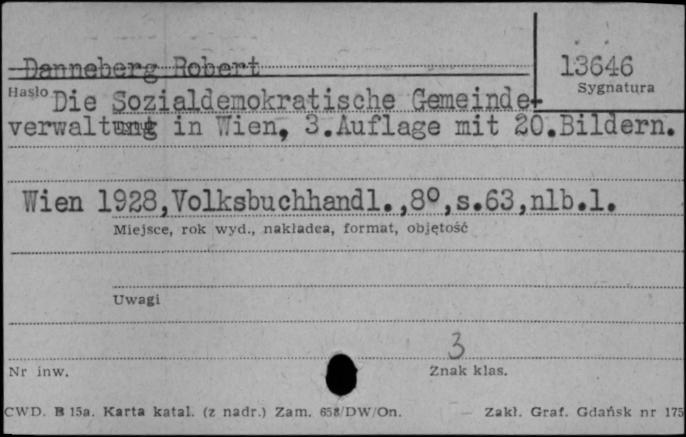 Danneberg Robert
13646
Hasło
Sygnatura
Die Sozialdemokratische Gemeinde-
verwaltung in Wien, 3.Auflage mit 20.Bildern.
Wien 1928,Volksbuchhandl.,8º,s.63,nlb.l.
Miejsce, rok wyd., nakładca, format, objętość
Uwagi
3
Nr inw.
Znak klas.
CWD. B 15a. Karta katal. (z nadr.) Zam. 658/DW/On.
Zakł. Graf. Gdańsk nr 175